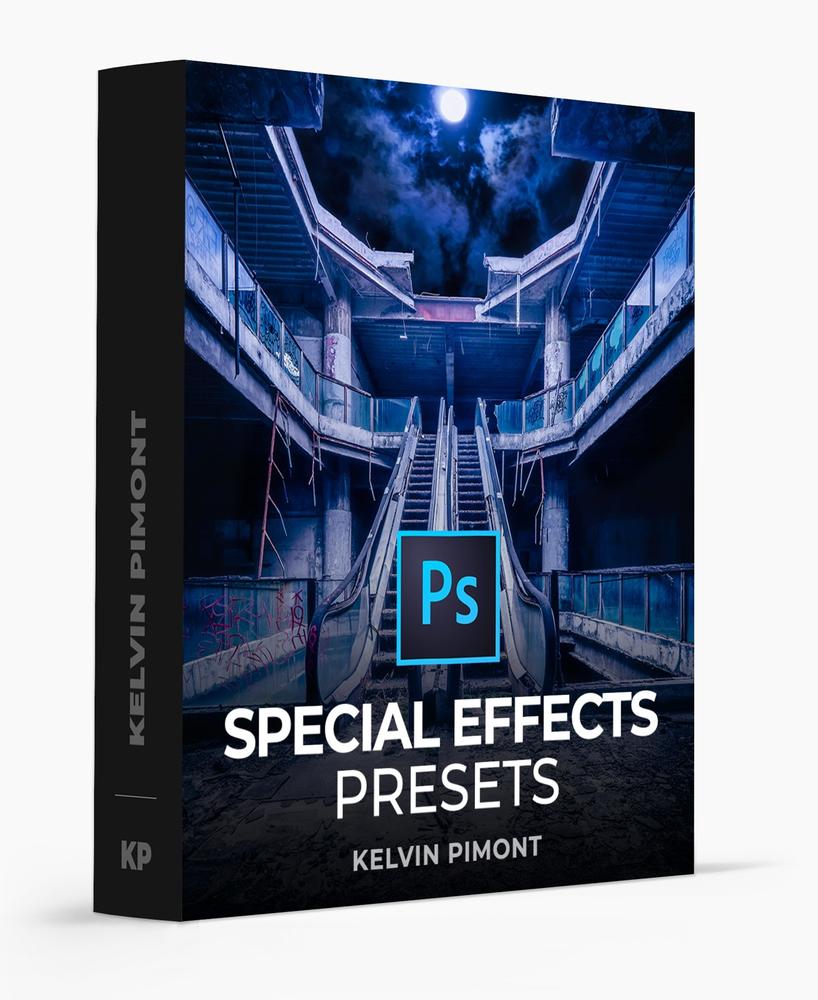 KELVIN PIMONT
KP
Ps
SPECIAL EFFECTS
PRESETS
KELVIN PIMONT